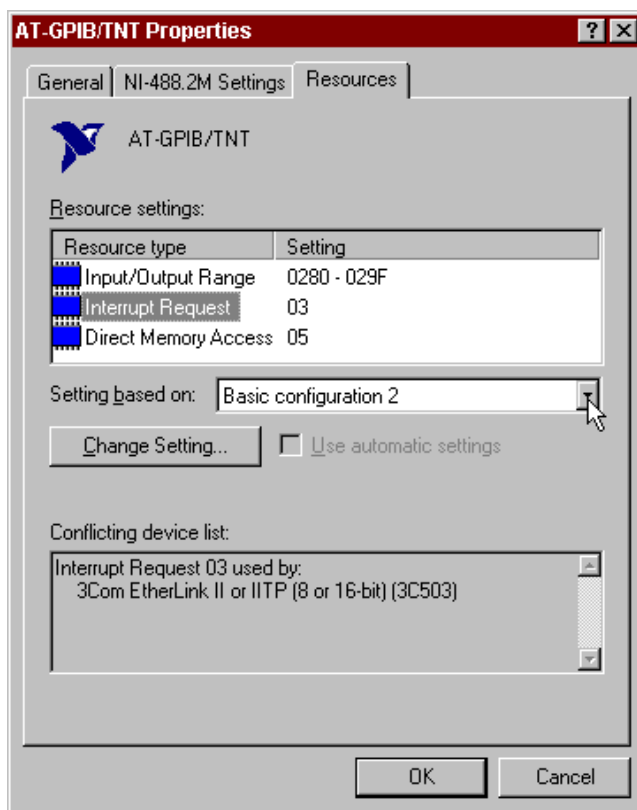 AT-GPIB/TNT Properties
General NI-488.2M Settings Resources
AT-GPIB/TNT
Resource settings:
Resource type Setting
Input/Output Range 0280 - 029F
Interrupt Request 03
Direct Memory Access 05
Setting based on: Basic configuration 2
Change Setting... Use automatic settings
Conflicting device list:
Interrupt Request 03 used by:
3Com EtherLink II or IITP (8 or 16-bit) (3C503)
OK Cancel